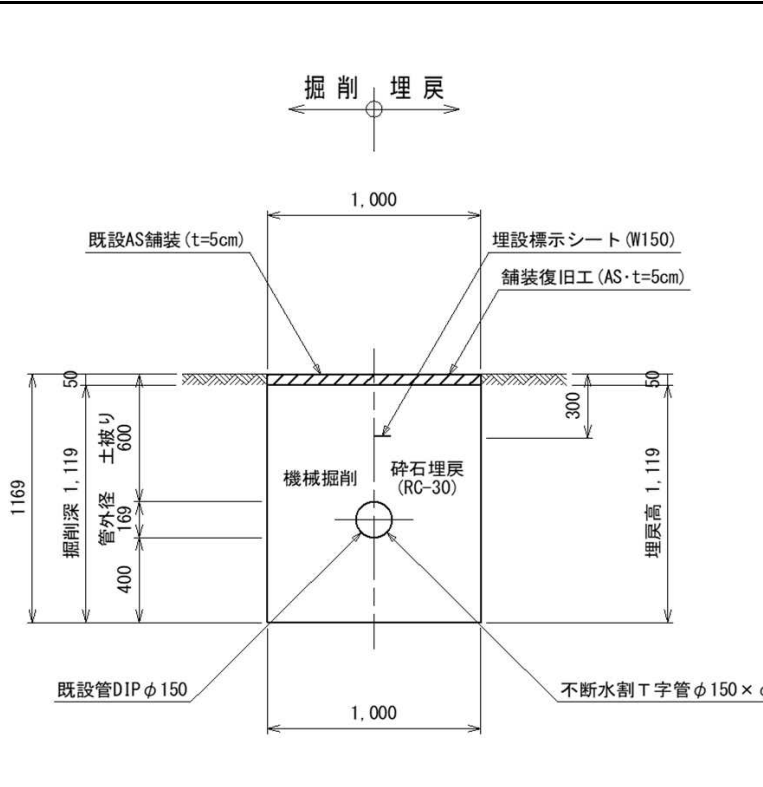 掘 削 埋 戻
1,000
既設AS舗装(t=5cm)
埋設標示シート(W150)
舗装復旧工(AS·t=5cm)
50
50
300
土被り
600
1169
掘削深 1,119
管外径
169
400
機械掘削
砕石埋戻
(RC-30)
埋戻高 1,119
既設管DIPφ150
不断水割T字管φ150×
1,000